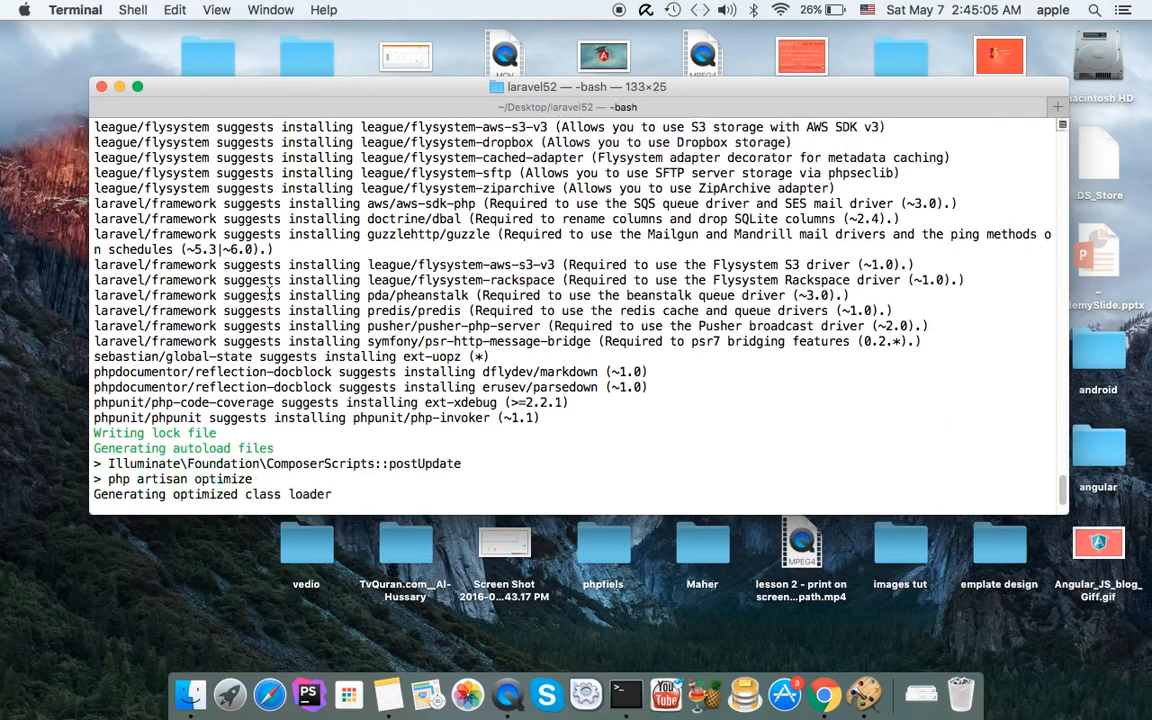 Terminal Shell Edit View Window Help 26% Sat May 7 2:45:05 AM apple
MOV
MPEG4
laravel52 — -bash — 133×25
~/Desktop/laravel52 — -bash
league/flysystem suggests installing league/flysystem-aws-s3-v3 (Allows you to use S3 storage with AWS SDK v3)
league/flysystem suggests installing league/flysystem-dropbox (Allows you to use Dropbox storage)
league/flysystem suggests installing league/flysystem-cached-adapter (Flysystem adapter decorator for metadata caching)
league/flysystem suggests installing league/flysystem-sftp (Allows you to use SFTP server storage via phpseclib)
league/flysystem suggests installing league/flysystem-ziparchive (Allows you to use ZipArchive adapter)
laravel/framework suggests installing aws/aws-sdk-php (Required to use the SQS queue driver and SES mail driver (~3.0).)
laravel/framework suggests installing doctrine/dbal (Required to rename columns and drop SQLite columns (~2.4).)
laravel/framework suggests installing guzzlehttp/guzzle (Required to use the Mailgun and Mandrill mail drivers and the ping methods o
n schedules (~5.3|~6.0).)
laravel/framework suggests installing league/flysystem-aws-s3-v3 (Required to use the Flysystem S3 driver (~1.0).)
laravel/framework suggests installing league/flysystem-rackspace (Required to use the Flysystem Rackspace driver (~1.0).)
laravel/framework suggests installing pda/pheanstalk (Required to use the beanstalk queue driver (~3.0).)
laravel/framework suggests installing predis/predis (Required to use the redis cache and queue drivers (~1.0).)
laravel/framework suggests installing pusher/pusher-php-server (Required to use the Pusher broadcast driver (~2.0).)
laravel/framework suggests installing symfony/psr-http-message-bridge (Required to psr7 bridging features (0.2.*).)
sebastian/global-state suggests installing ext-uopz (*)
phpdocumentor/reflection-docblock suggests installing dflydev/markdown (~1.0)
phpdocumentor/reflection-docblock suggests installing erusev/parsedown (~1.0)
phpunit/php-code-coverage suggests installing ext-xdebug (>=2.2.1)
phpunit/phpunit suggests installing phpunit/php-invoker (~1.1)
Writing lock file
Generating autoload files
> Illuminate\Foundation\ComposerScripts::postUpdate
> php artisan optimize
Generating optimized class loader
acintosh HD
.DS_Store
–
demySlide.pptx
android
angular
vedio
TvQuran.com__Al-
Hussary
Screen Shot
2016-0...43.17 PM
phpfiels
Maher
MPEG4
lesson 2 - print on
screen...path.mp4
images tut
emplate design
Angular_JS_blog_
Giff.gif
PS
You
Tube
3